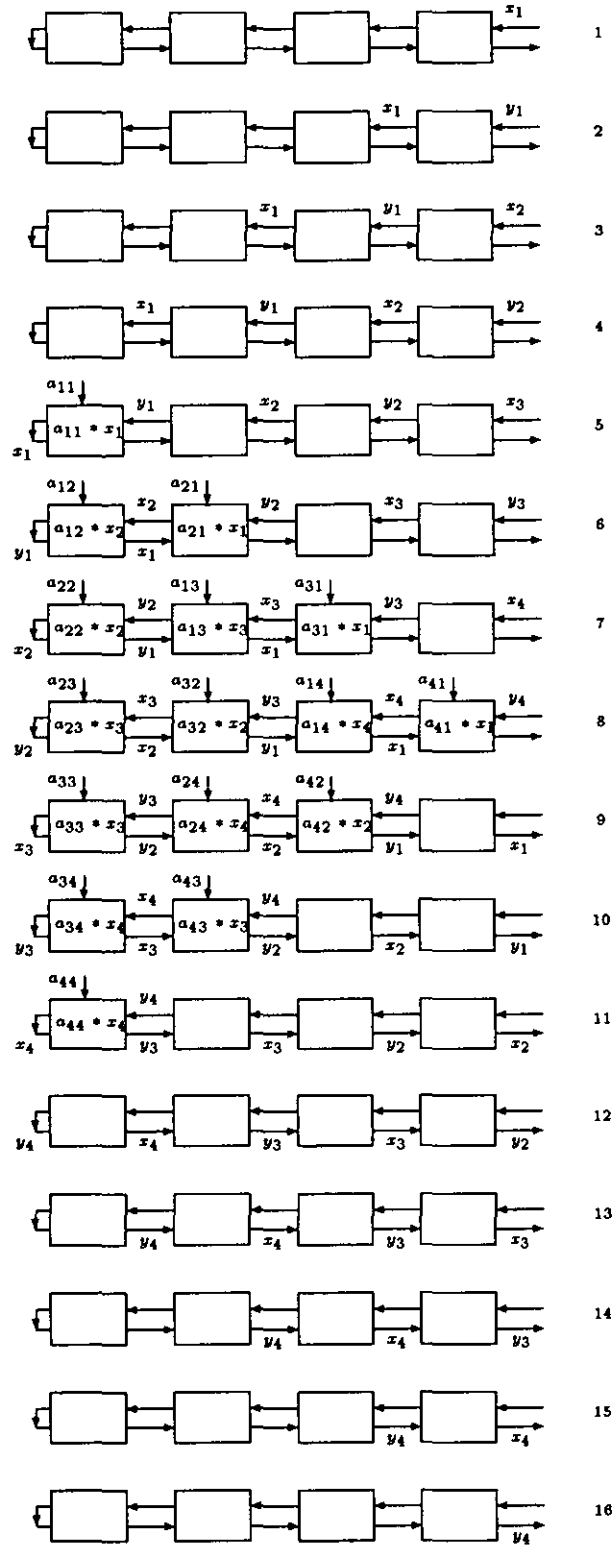 x₁ 1
x₁ y₁ 2
x₁ y₁ x₂ 3
x₁ y₁ x₂ y₂ 4
a₁₁
y₁ x₂ y₂ x₃ 5
a₁₁ * x₁
x₁
a₁₂ a₂₁
x₂ y₂ x₃ y₃ 6
a₁₂ * x₂ a₂₁ * x₁
y₁ x₁
a₂₂ a₁₃ a₃₁
y₂ x₃ y₃ x₄ 7
a₂₂ * x₂ a₁₃ * x₃ a₃₁ * x₁
x₂ y₁ x₁
a₂₃ a₃₂ a₁₄ a₄₁
x₃ y₃ x₄ y₄ 8
a₂₃ * x₃ a₃₂ * x₂ a₁₄ * x₄ a₄₁ * x₁
y₂ x₂ y₁ x₁
a₃₃ a₂₄ a₄₂
y₃ x₄ y₄ 9
a₃₃ * x₃ a₂₄ * x₄ a₄₂ * x₂
x₃ y₂ x₂ y₁ x₁
a₃₄ a₄₃
x₄ y₄ 10
a₃₄ * x₄ a₄₃ * x₃
y₃ x₃ y₂ x₂ y₁
a₄₄
y₄ 11
a₄₄ * x₄
x₄ y₃ x₃ y₂ x₂
12
y₄ x₄ y₃ x₃ y₂
13
y₄ x₄ y₃ x₃
14
y₄ x₄ y₃
15
y₄ x₄
16
y₄